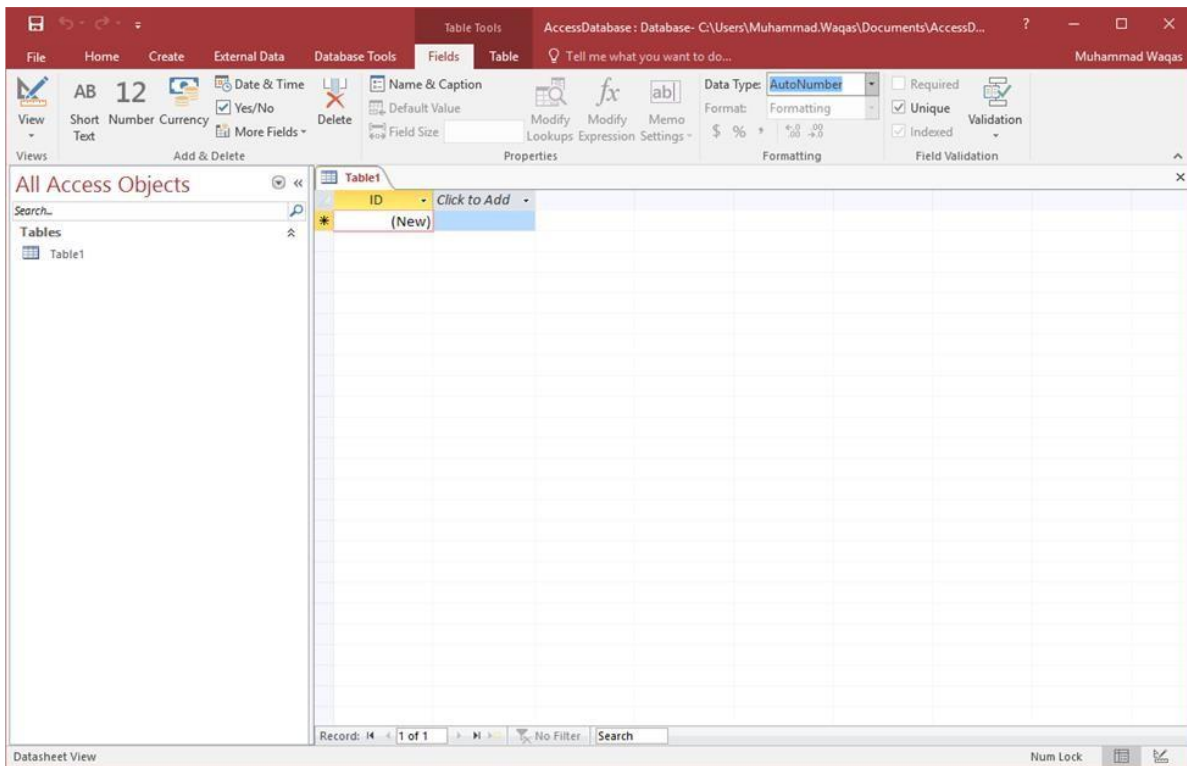 Table Tools
AccessDatabase : Database- C:\Users\Muhammad.Waqas\Documents\AccessD...
?
File Home Create External Data Database Tools Fields Table Tell me what you want to do... Muhammad Waqas
View
Views
AB
Short Text
12
Number
Currency
Date & Time
Yes/No
More Fields
Add & Delete
Delete
Name & Caption
Default Value
Field Size
Modify Lookups
fx
Modify Expression
ab
Memo Settings
Properties
Data Type: AutoNumber
Format: Formatting
$ % ,
Formatting
Required
Unique
Indexed
Validation
Field Validation
All Access Objects
Search...
Tables
Table1
Table1
ID Click to Add
(New)
Record: 1 of 1 No Filter Search
Datasheet View Num Lock